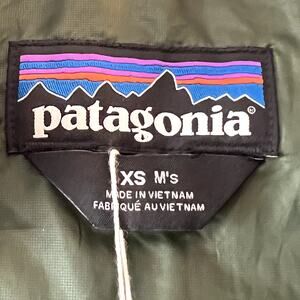 patagonia®
XS M's
MADE IN VIETNAM
FABRIQUÉ AU VIETNAM